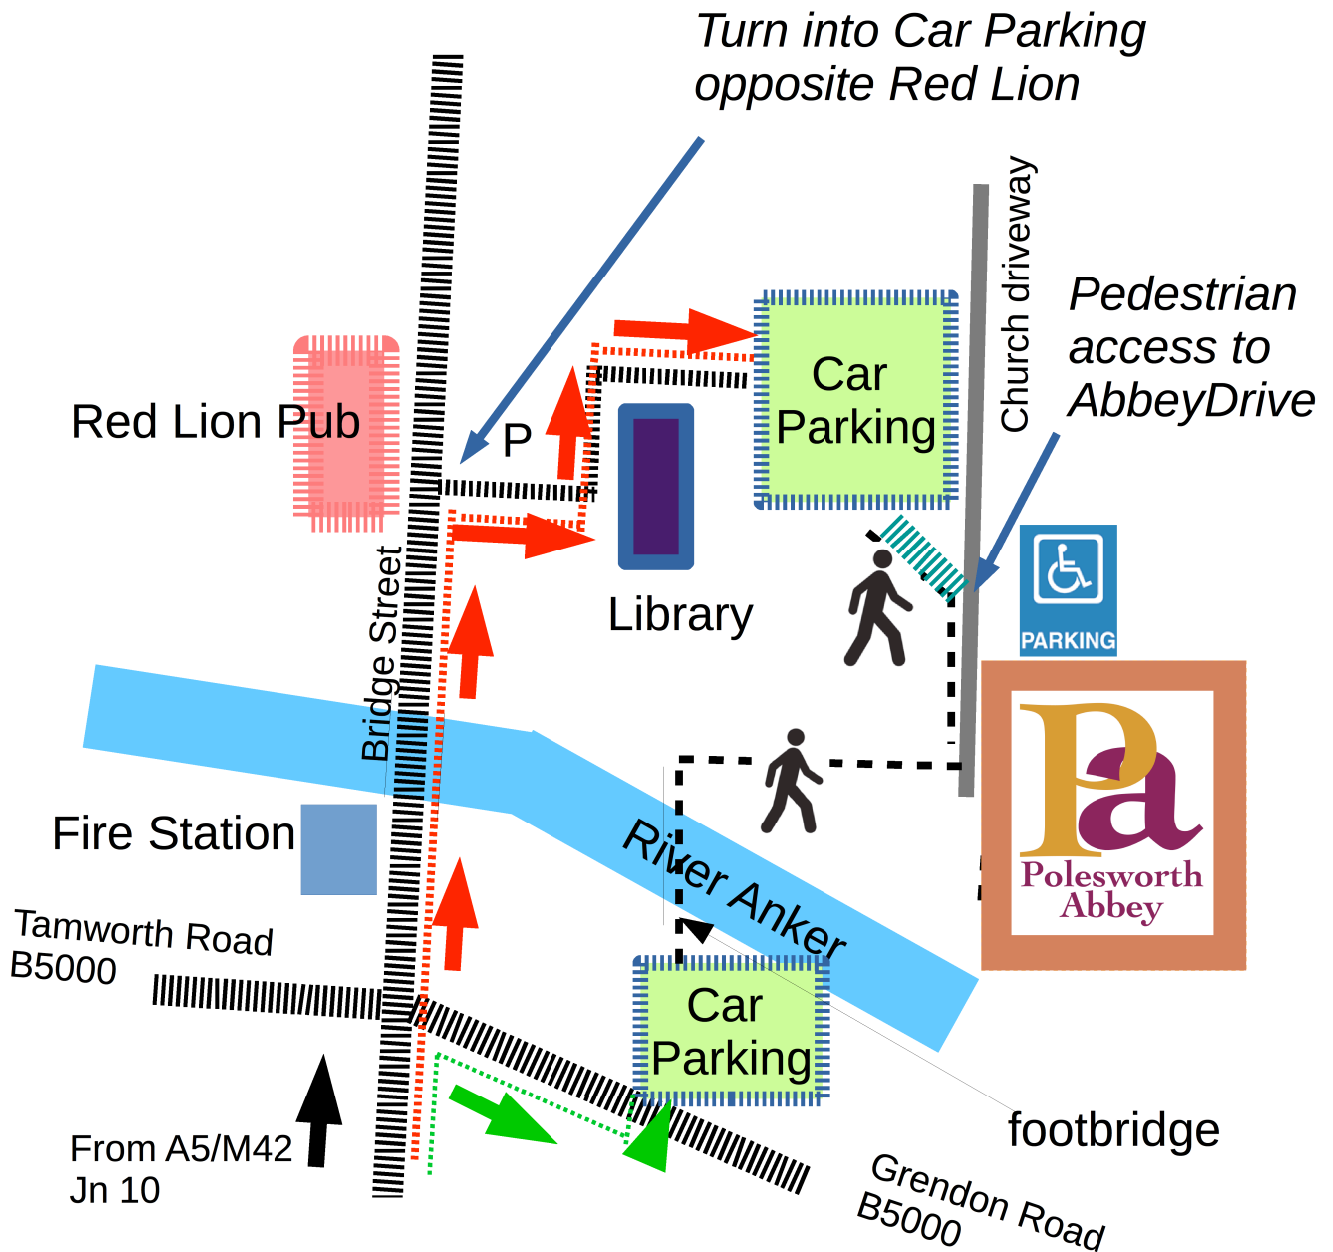 Turn into Car Parking
opposite Red Lion
Church driveway
Pedestrian
access to
AbbeyDrive
Car
Parking
Red Lion Pub
P
Library
PARKING
Bridge Street
Pa
Polesworth
Abbey
Fire Station
River Anker
Tamworth Road
B5000
Car
Parking
From A5/M42
Jn 10
footbridge
Grendon Road
B5000